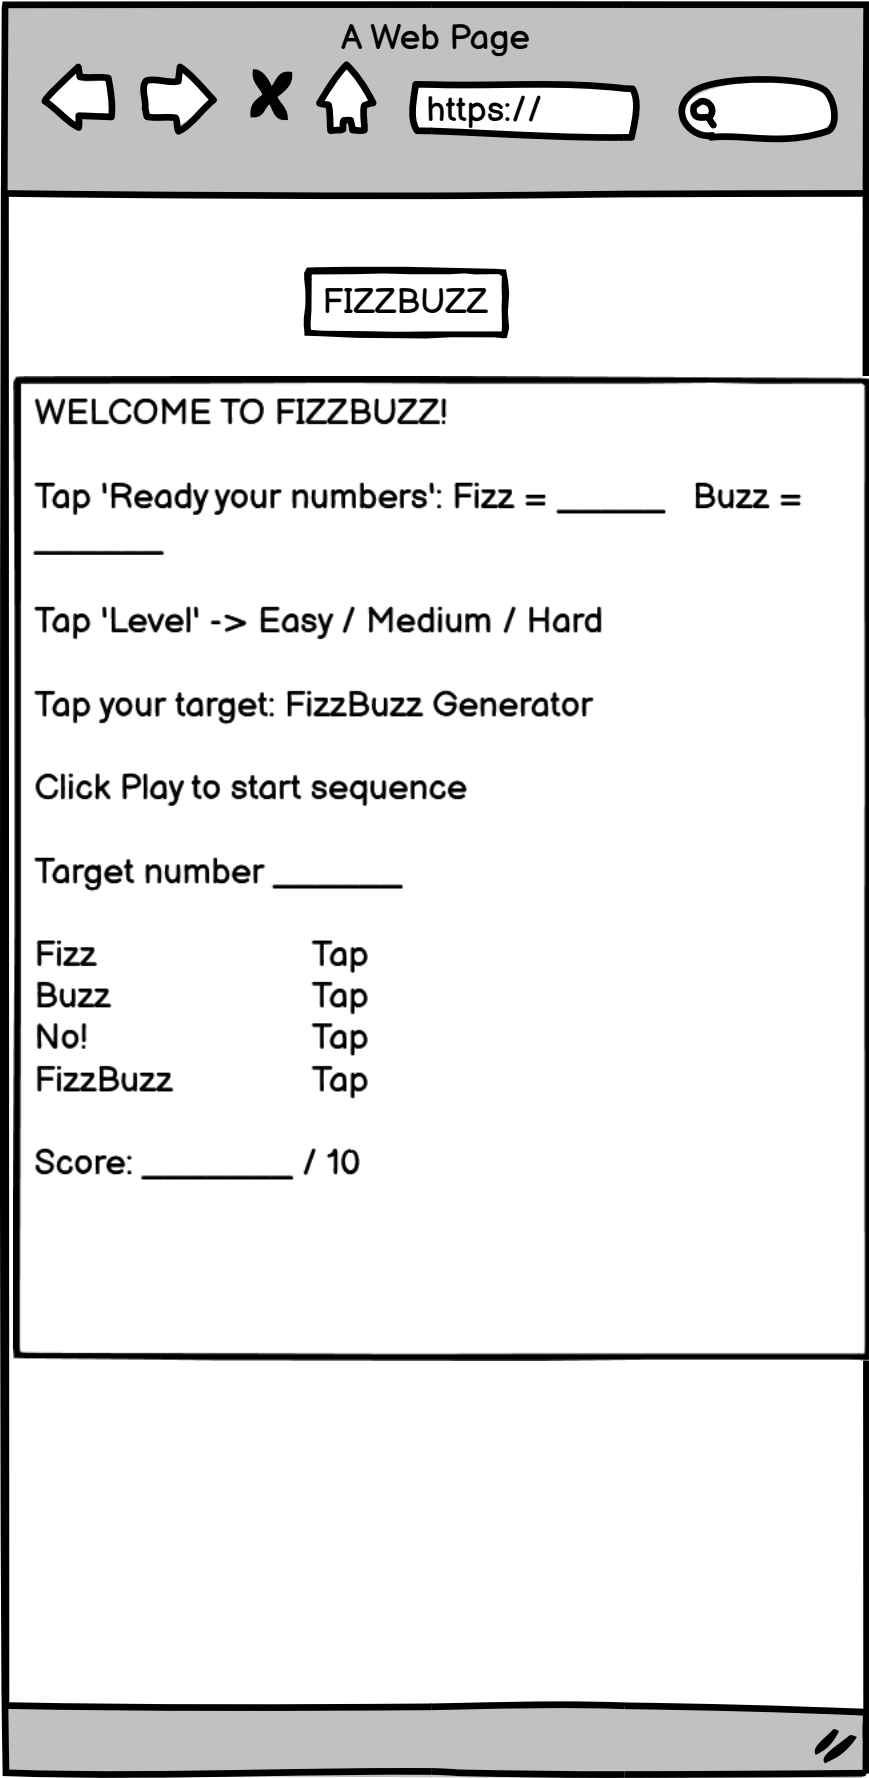 A Web Page
https://
FIZZBUZZ
WELCOME TO FIZZBUZZ!
Tap 'Ready your numbers': Fizz = ______ Buzz =
_______
Tap 'Level' -> Easy / Medium / Hard
Tap your target: FizzBuzz Generator
Click Play to start sequence
Target number _______
Fizz Tap
Buzz Tap
No! Tap
FizzBuzz Tap
Score: ________ / 10